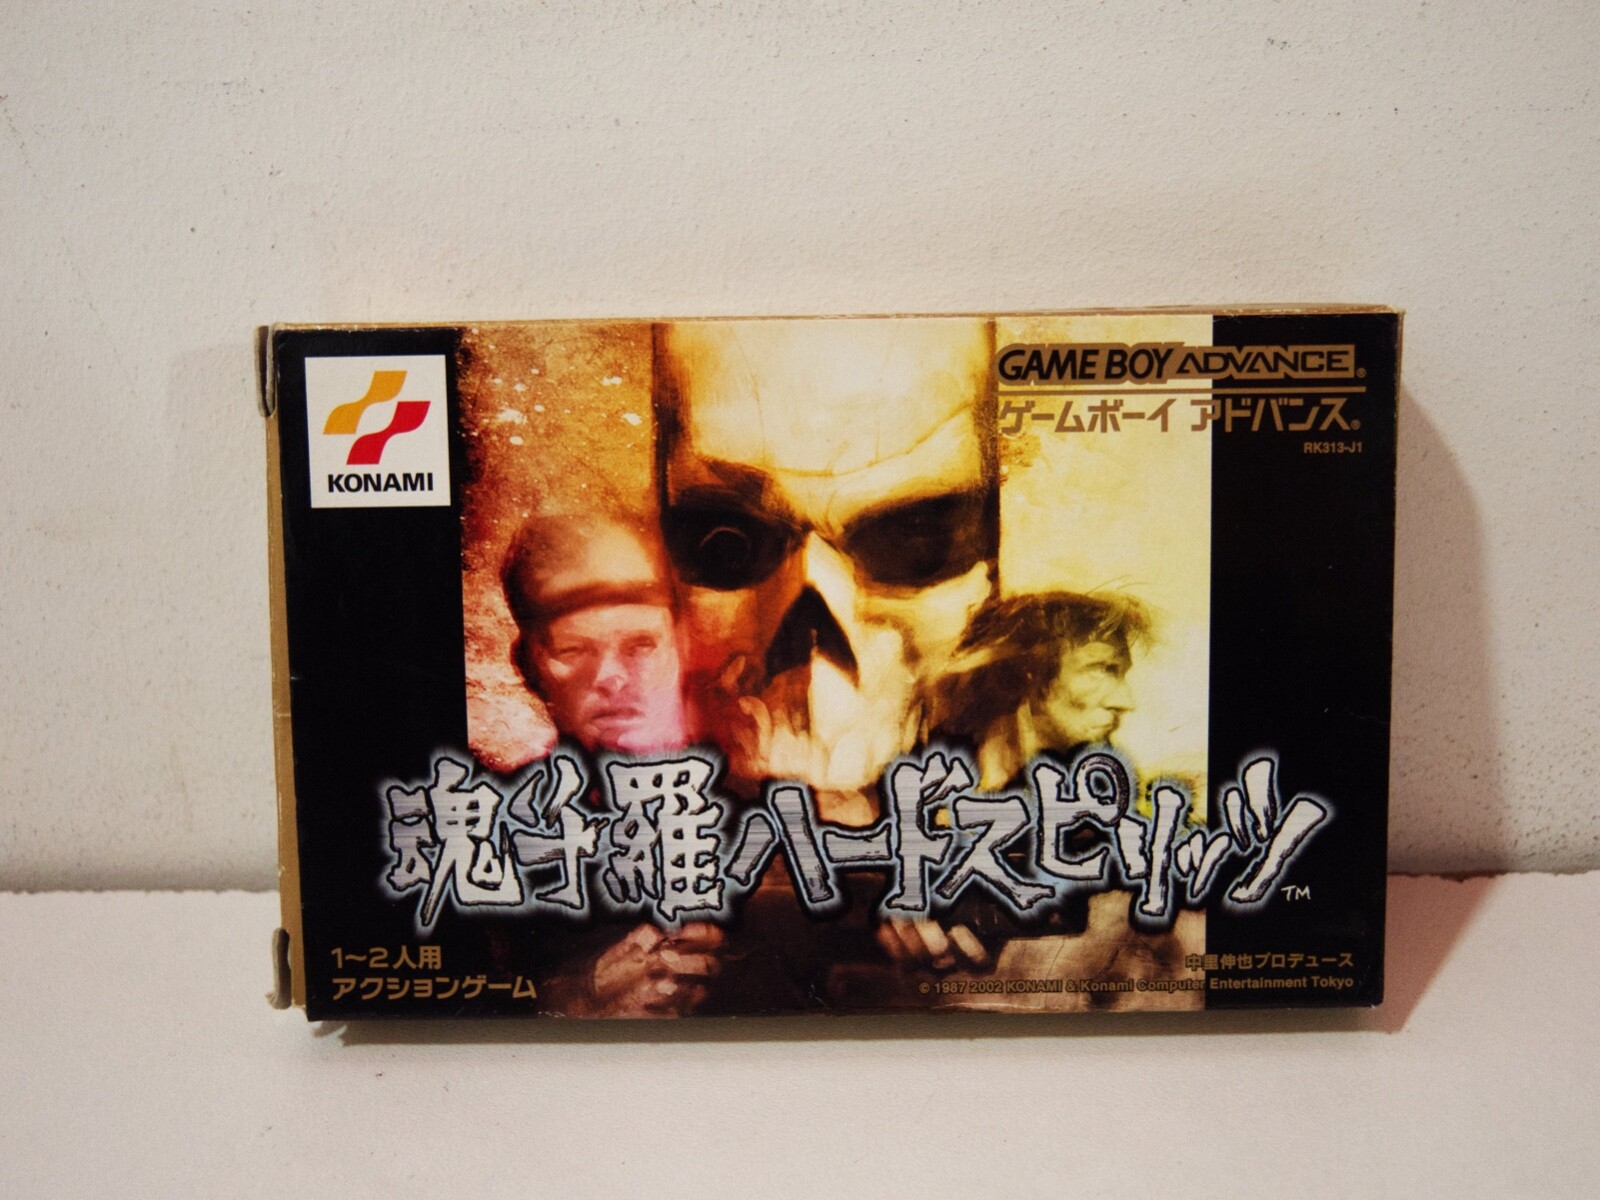 KONAMI
GAME BOY ADVANCE®
ゲームボーイ アドバンス®
RK313-J1
魂斗羅ハードスピリッツ™
1〜2人用
アクションゲーム
中里伸也プロデュース
© 1987 2002 KONAMI & Konami Computer Entertainment Tokyo